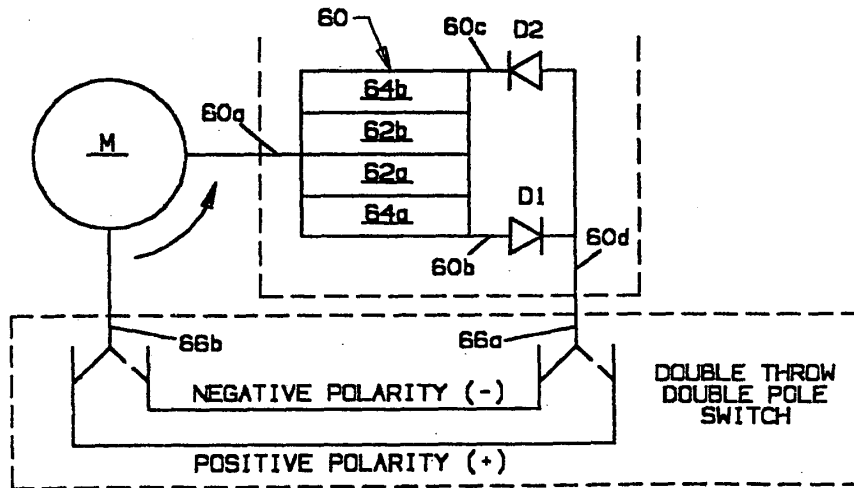 60
60c
D2
64b
60a
62b
M
62a
D1
64a
60b
60d
66b
66a
NEGATIVE POLARITY (-)
DOUBLE THROW
DOUBLE POLE
SWITCH
POSITIVE POLARITY (+)